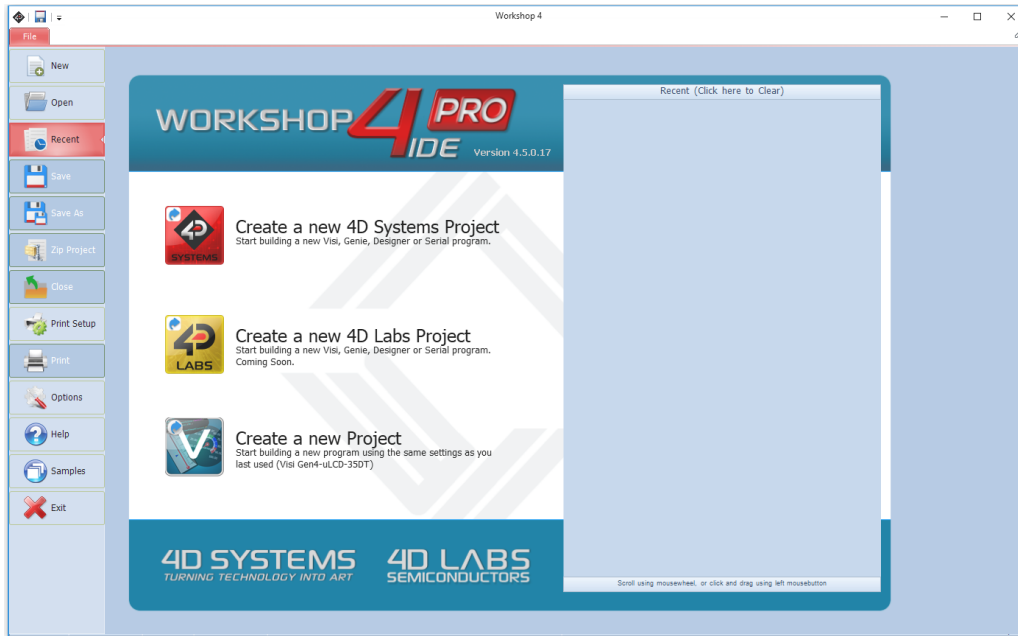 Workshop 4
File
New
Open
Recent
Save
Save As
Zip Project
Close
Print Setup
Print
Options
Help
Samples
Exit
WORKSHOP 4 PRO
IDE Version 4.5.0.17
4D SYSTEMS
Create a new 4D Systems Project
Start building a new Visi, Genie, Designer or Serial program.
4D LABS
Create a new 4D Labs Project
Start building a new Visi, Genie, Designer or Serial program.
Coming Soon.
V
Create a new Project
Start building a new program using the same settings as you
last used (Visi Gen4-uLCD-35DT)
4D SYSTEMS
TURNING TECHNOLOGY INTO ART
4D LABS
SEMICONDUCTORS
Recent (Click here to Clear)
Scroll using mousewheel, or click and drag using left mousebutton